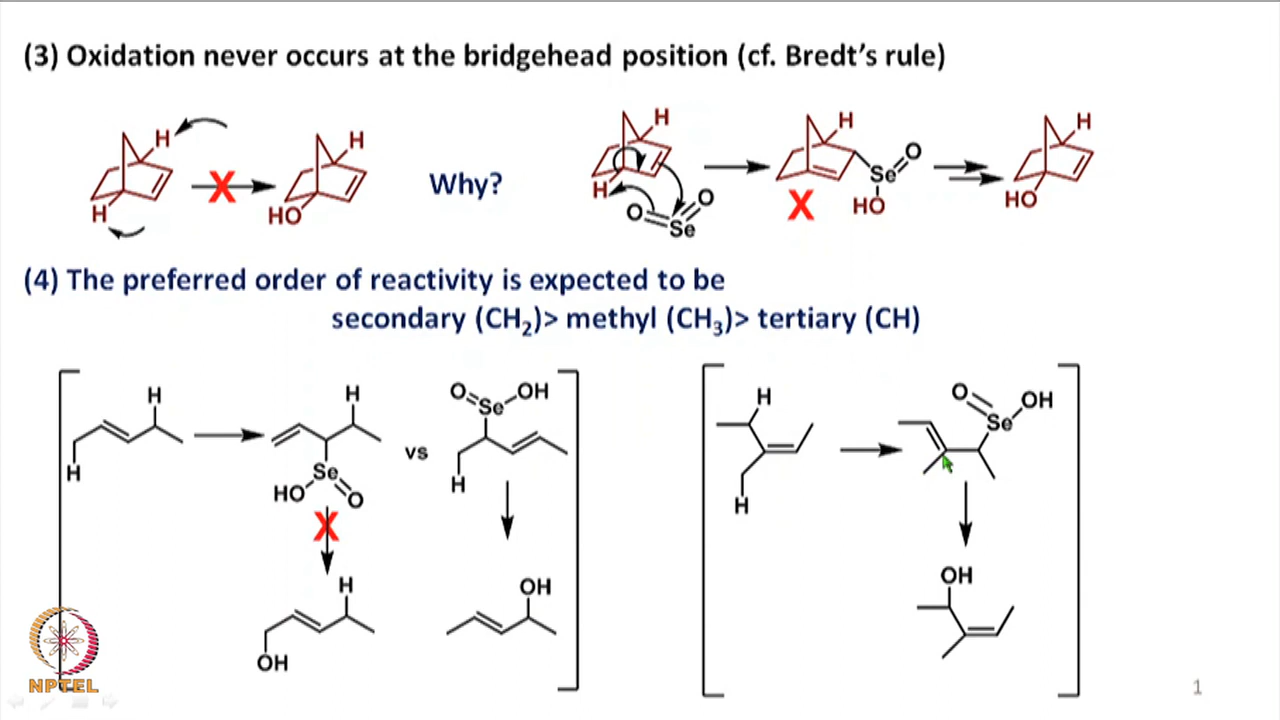 (3) Oxidation never occurs at the bridgehead position (cf. Bredt's rule)
H H H H H
X Why? Se O
H HO H O Se O X HO HO
(4) The preferred order of reactivity is expected to be
secondary (CH₂)> methyl (CH₃)> tertiary (CH)
H H O Se OH H O Se OH
vs
H HO Se O H H
X
H OH OH
OH
NPTEL 1